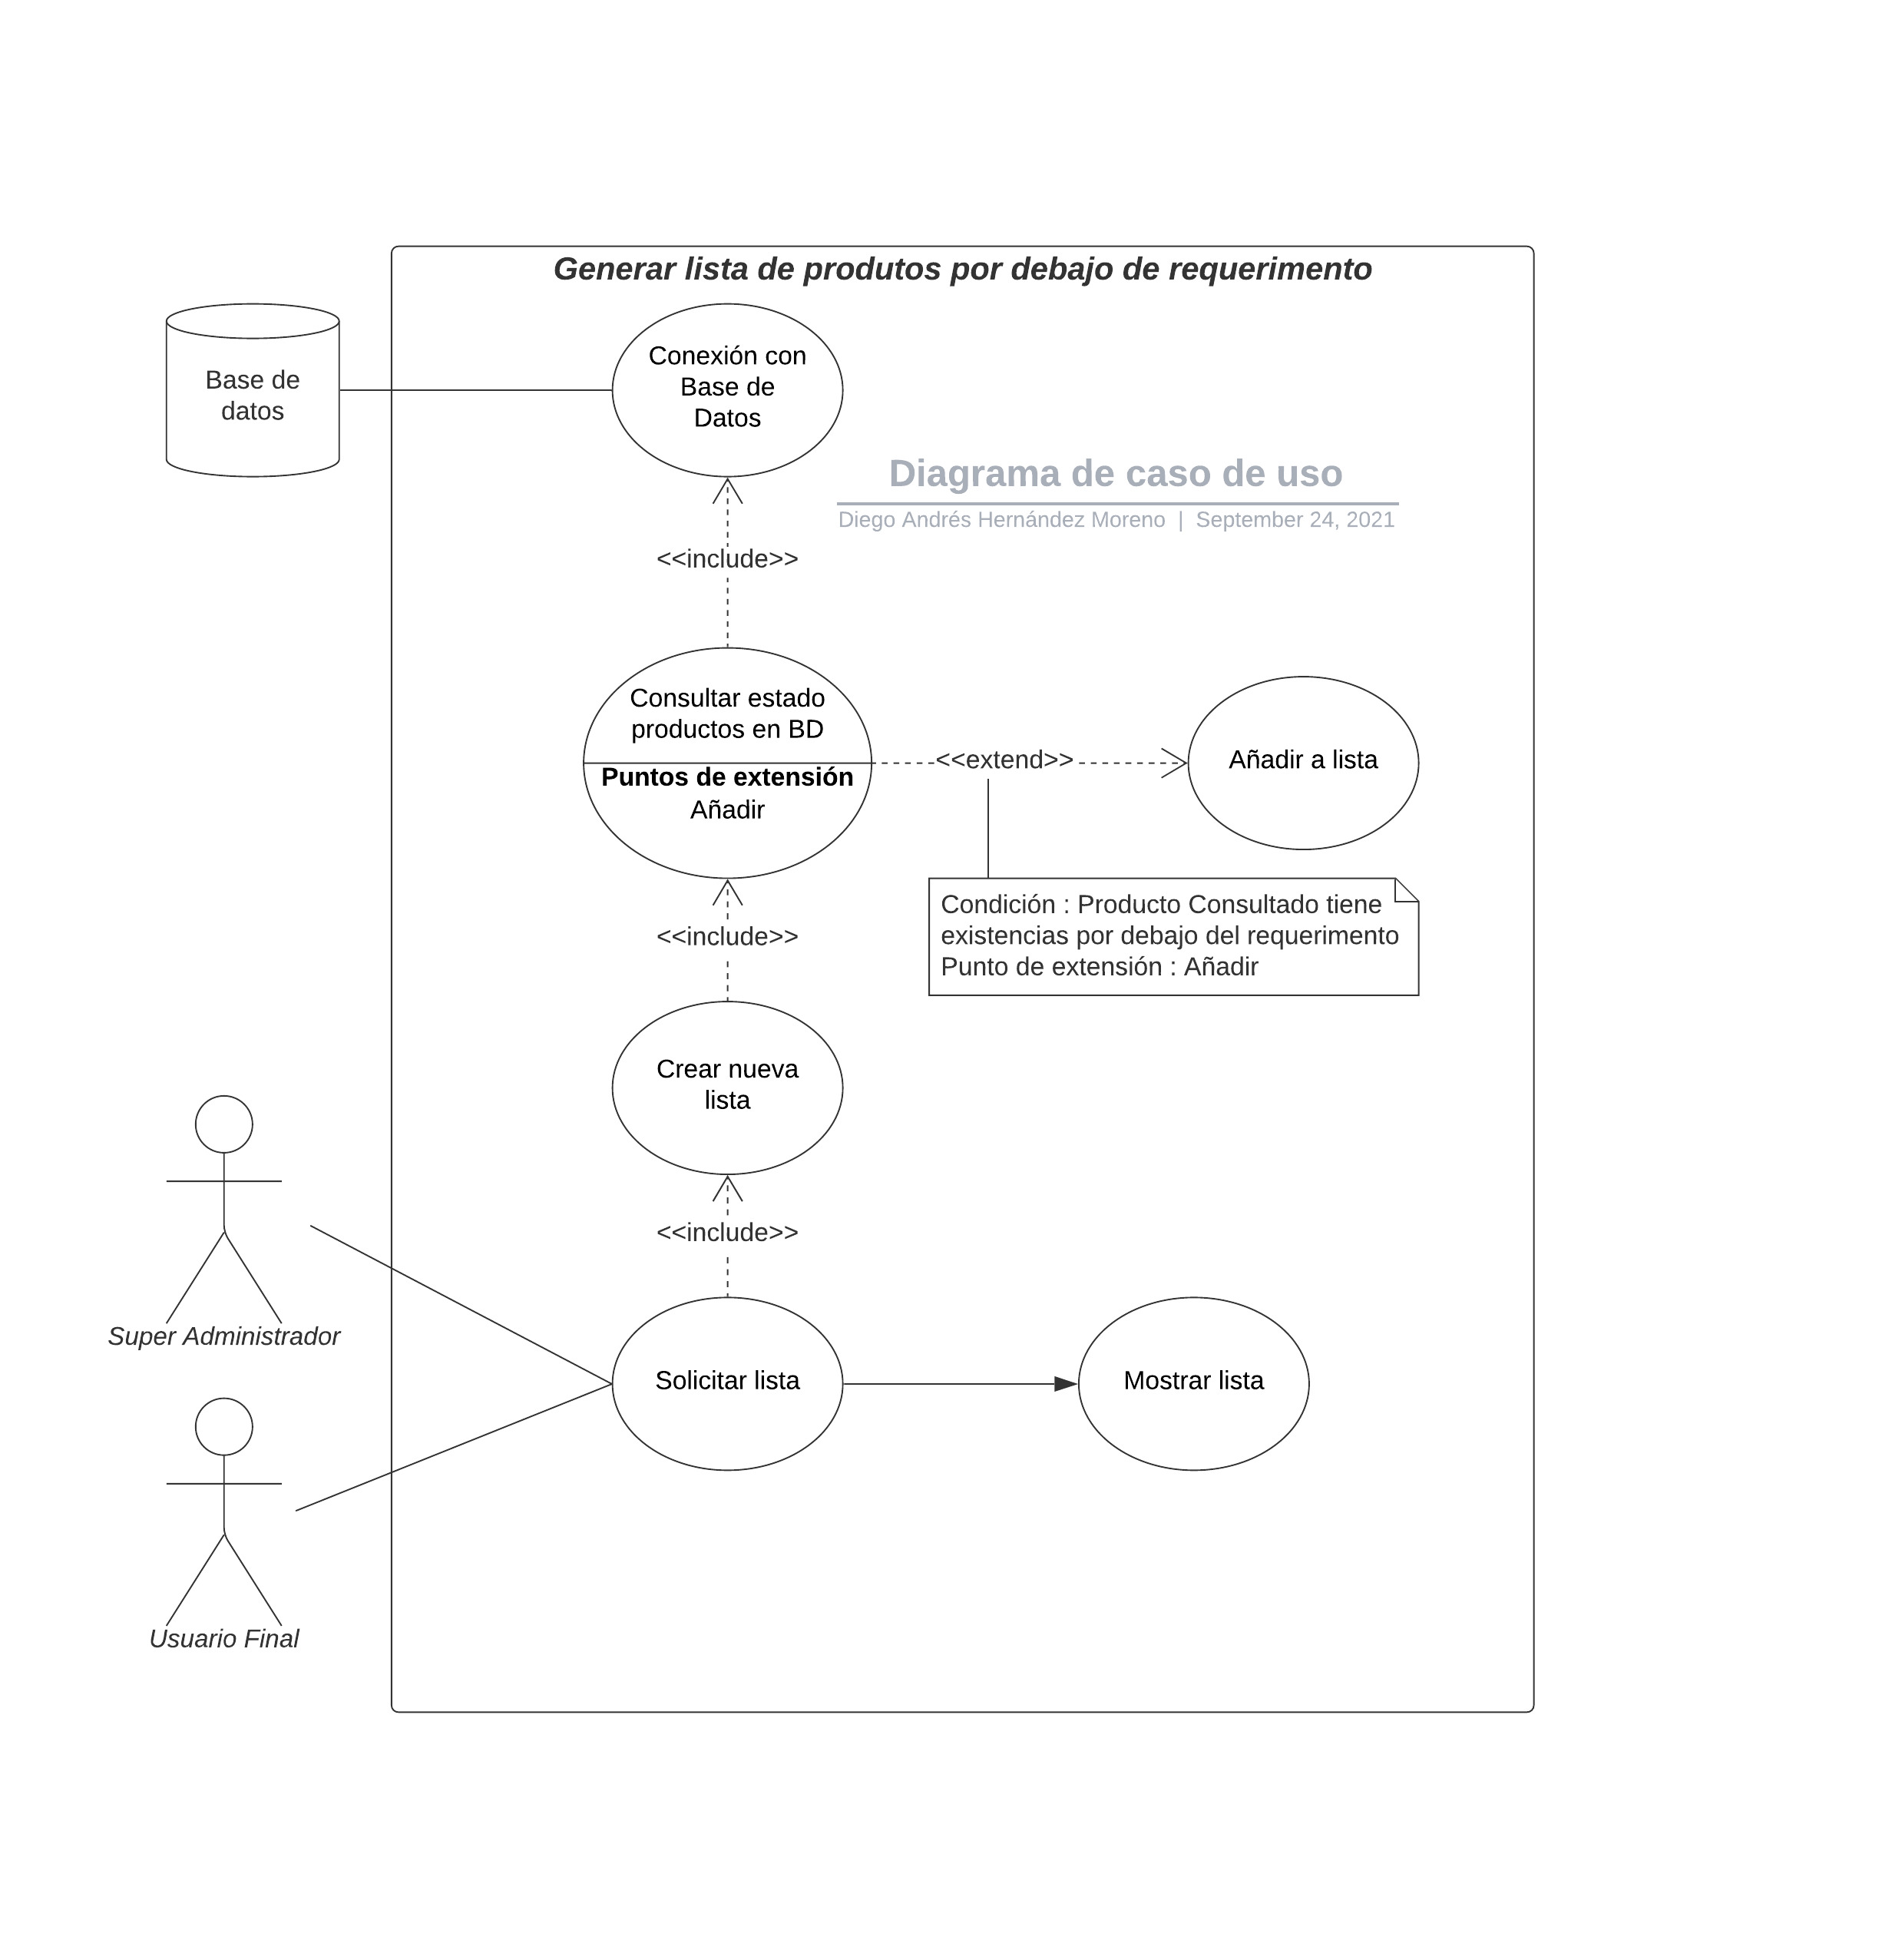 Generar lista de produtos por debajo de requerimento
Base de
datos
Conexión con
Base de
Datos
Diagrama de caso de uso
Diego Andrés Hernández Moreno | September 24, 2021
<<include>>
Consultar estado
productos en BD
Puntos de extensión
Añadir
<<extend>>
Añadir a lista
Condición : Producto Consultado tiene
existencias por debajo del requerimento
Punto de extensión : Añadir
<<include>>
Crear nueva
lista
<<include>>
Super Administrador
Solicitar lista
Mostrar lista
Usuario Final